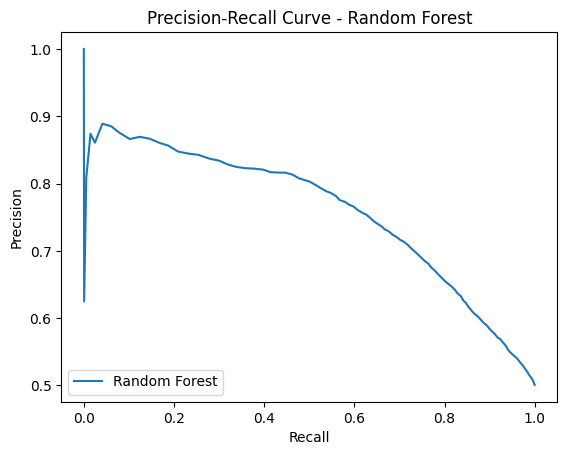 Precision-Recall Curve - Random Forest
1.0
0.9
0.8
0.7
0.6
0.5
Precision
Random Forest
0.0 0.2 0.4 0.6 0.8 1.0
Recall